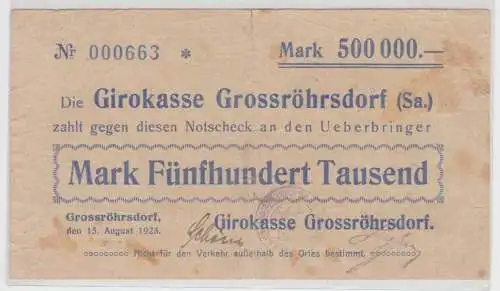 Nr 000663 * Mark 500 000.—
Die Girokasse Grossröhrsdorf (Sa.)
zahlt gegen diesen Notscheck an den Ueberbringer
Mark Fünfhundert Tausend
Grossröhrsdorf,
den 15. August 1923.
Girokasse Grossröhrsdorf.
Nicht für den Verkehr außerhalb des Ortes bestimmt.